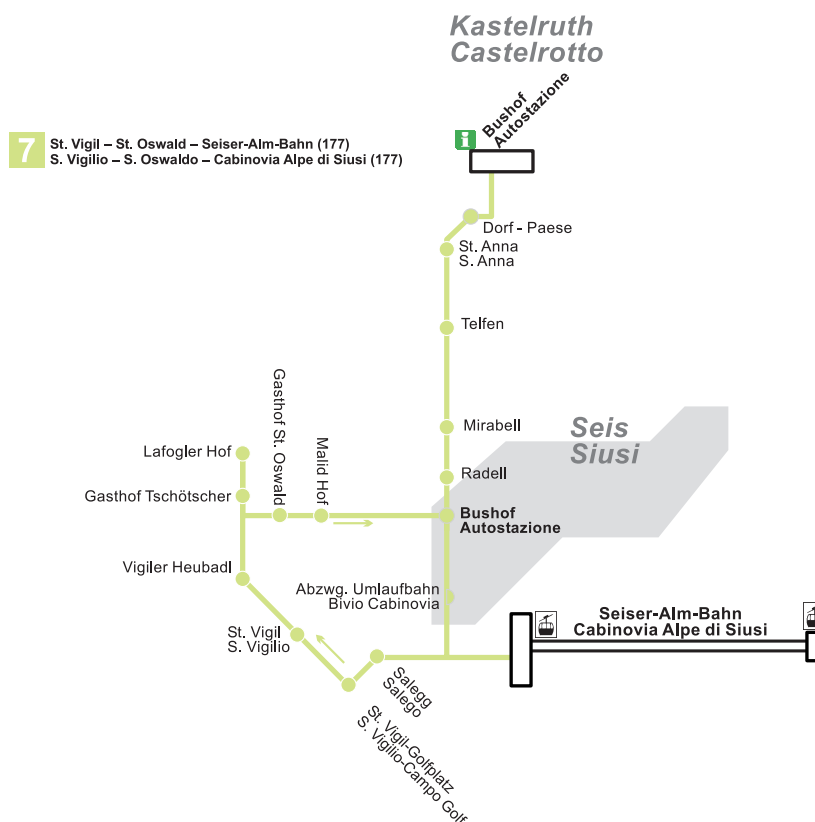 Kastelruth
Castelrotto
Bushof
Autostazione
i
7
St. Vigil – St. Oswald – Seiser-Alm-Bahn (177)
S. Vigilio – S. Oswaldo – Cabinovia Alpe di Siusi (177)
Dorf - Paese
St. Anna
S. Anna
Telfen
Mirabell
Seis
Siusi
Radell
Lafogler Hof
Gasthof St.
Oswald
Malid Hof
Gasthof Tschötscher
Bushof
Autostazione
Vigiler Heubadl
Abzwg. Umlaufbahn
Bivio Cabinovia
Seiser-Alm-Bahn
Cabinovia Alpe di Siusi
St. Vigil
S. Vigilio
Salegg
Salego
St. Vigil-Golfplatz
S. Vigilio-Campo Golf